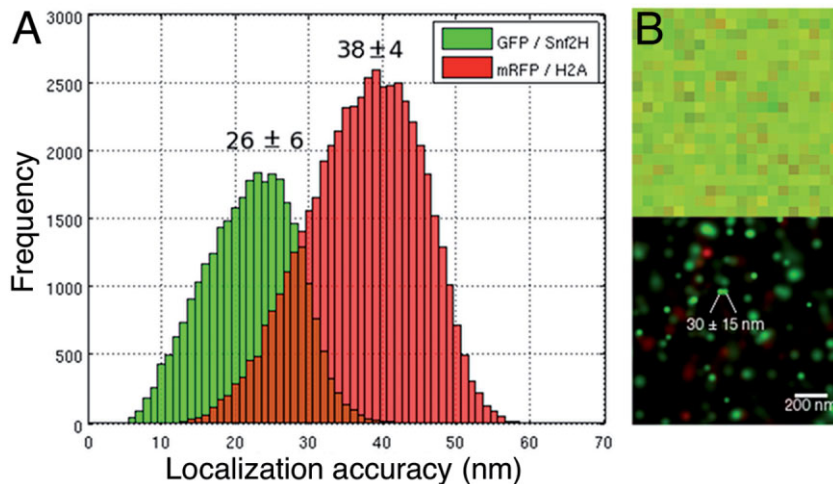 A
B
GFP / Snf2H
mRFP / H2A
38 ± 4
26 ± 6
Frequency
3000
2500
2000
1500
1000
500
0
0 10 20 30 40 50 60 70
Localization accuracy (nm)
30 ± 15 nm
200 nm